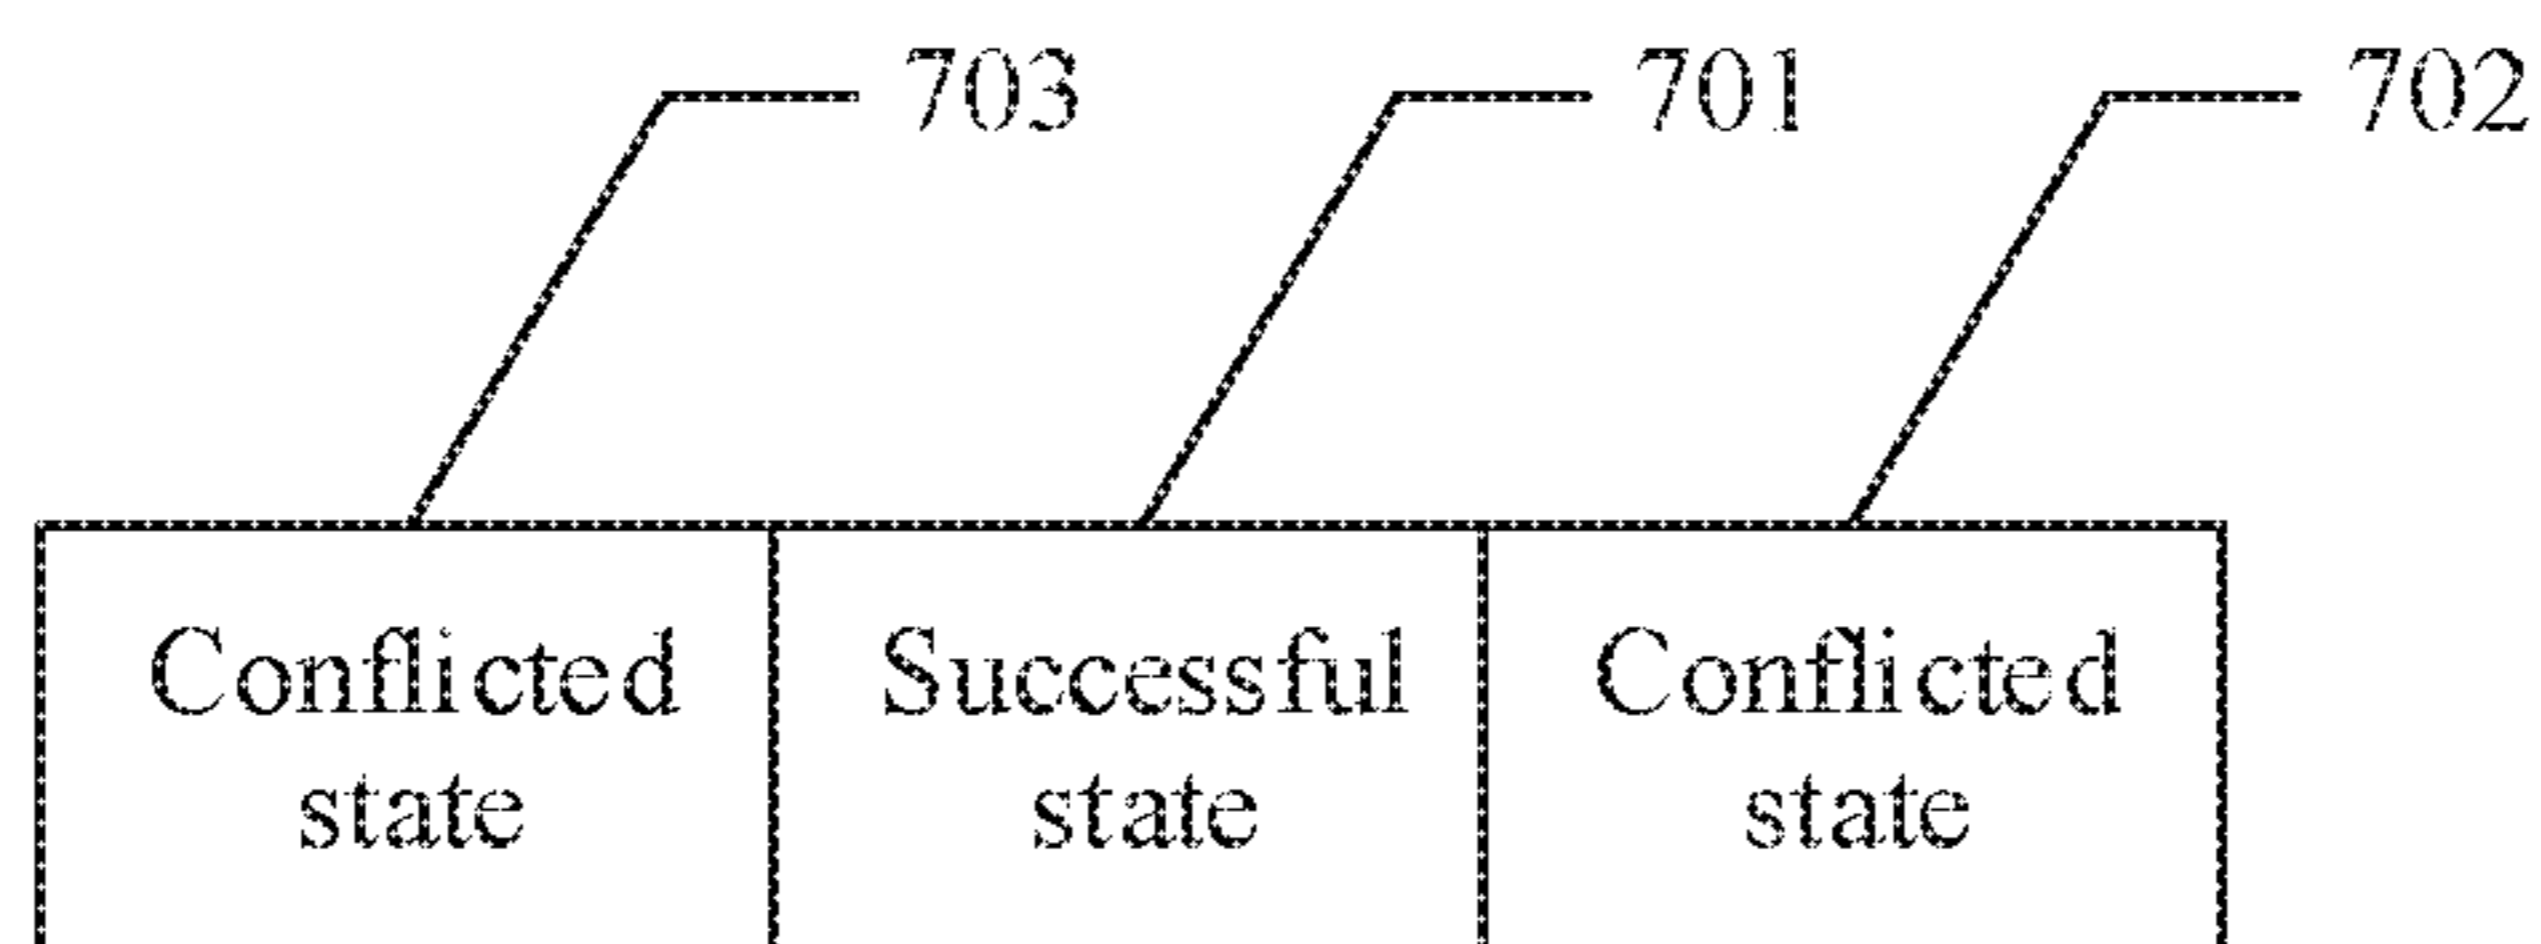 703 701 702
Conflicted Successful Conflicted
state state state